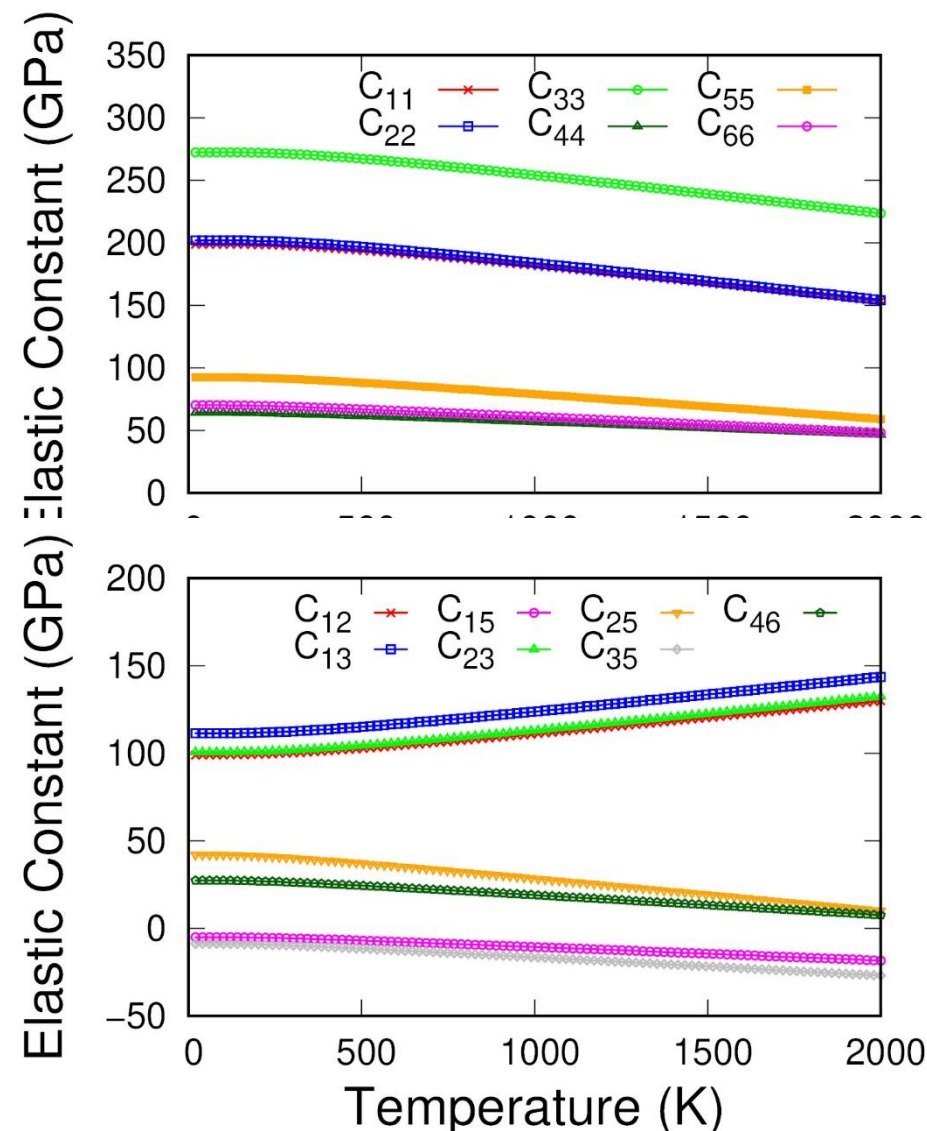 Elastic Constant (GPa)
350
300
250
200
150
100
50
0
C11 C33 C55
C22 C44 C66
Elastic Constant (GPa)
200
150
100
50
0
−50
C12 C15 C25 C46
C13 C23 C35
0 500 1000 1500 2000
Temperature (K)